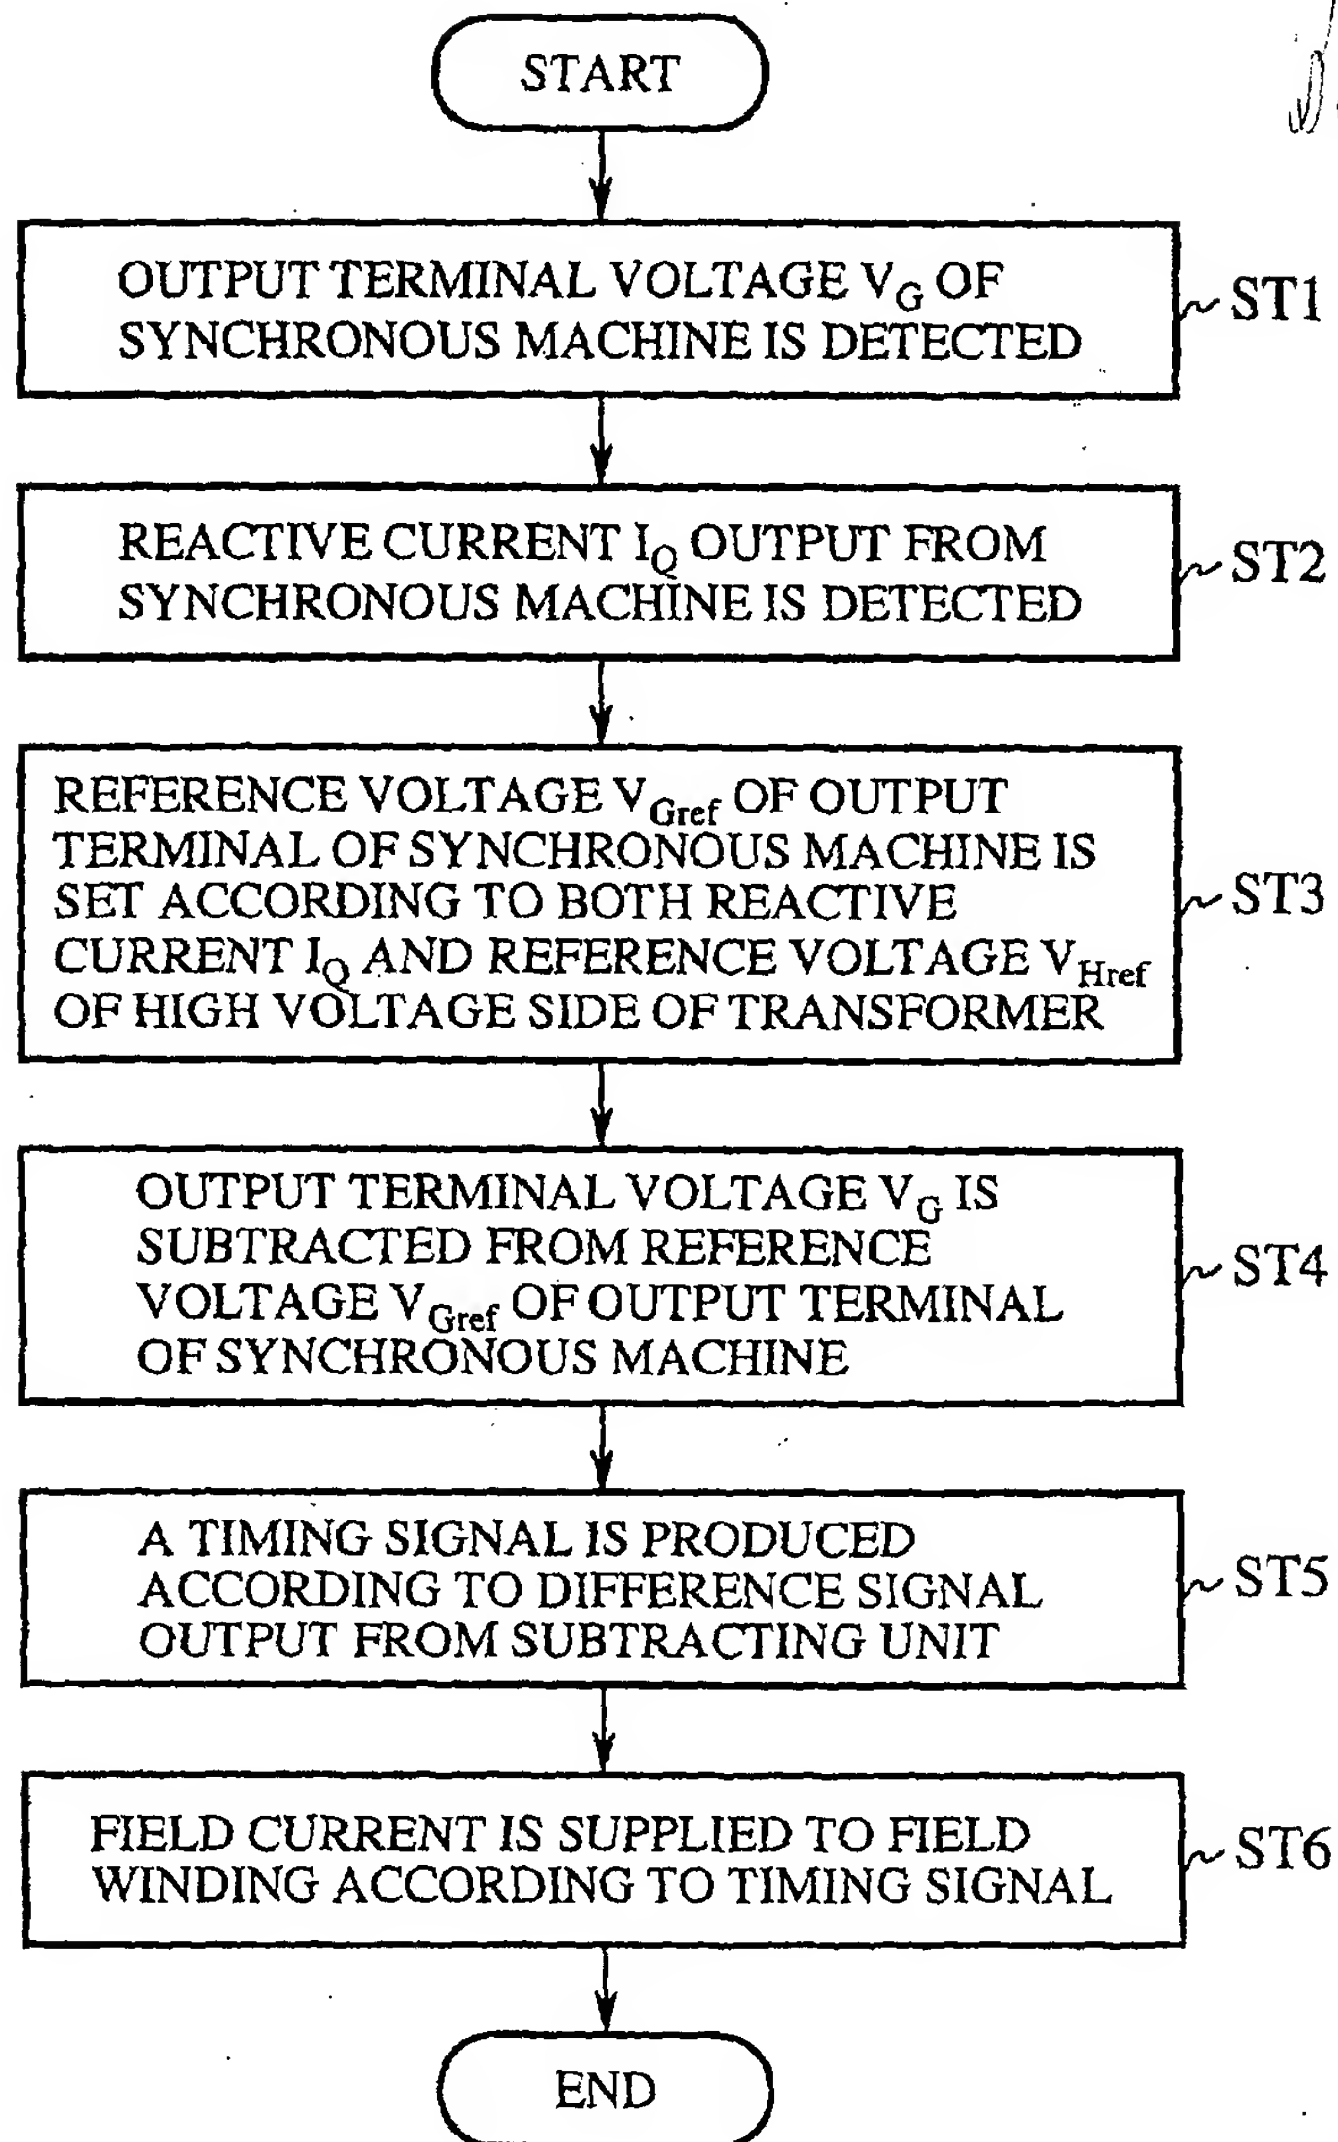 START
OUTPUT TERMINAL VOLTAGE VG OF
SYNCHRONOUS MACHINE IS DETECTED
ST1
REACTIVE CURRENT IQ OUTPUT FROM
SYNCHRONOUS MACHINE IS DETECTED
ST2
REFERENCE VOLTAGE VGref OF OUTPUT
TERMINAL OF SYNCHRONOUS MACHINE IS
SET ACCORDING TO BOTH REACTIVE
CURRENT IQ AND REFERENCE VOLTAGE VHref
OF HIGH VOLTAGE SIDE OF TRANSFORMER
ST3
OUTPUT TERMINAL VOLTAGE VG IS
SUBTRACTED FROM REFERENCE
VOLTAGE VGref OF OUTPUT TERMINAL
OF SYNCHRONOUS MACHINE
ST4
A TIMING SIGNAL IS PRODUCED
ACCORDING TO DIFFERENCE SIGNAL
OUTPUT FROM SUBTRACTING UNIT
ST5
FIELD CURRENT IS SUPPLIED TO FIELD
WINDING ACCORDING TO TIMING SIGNAL
ST6
END